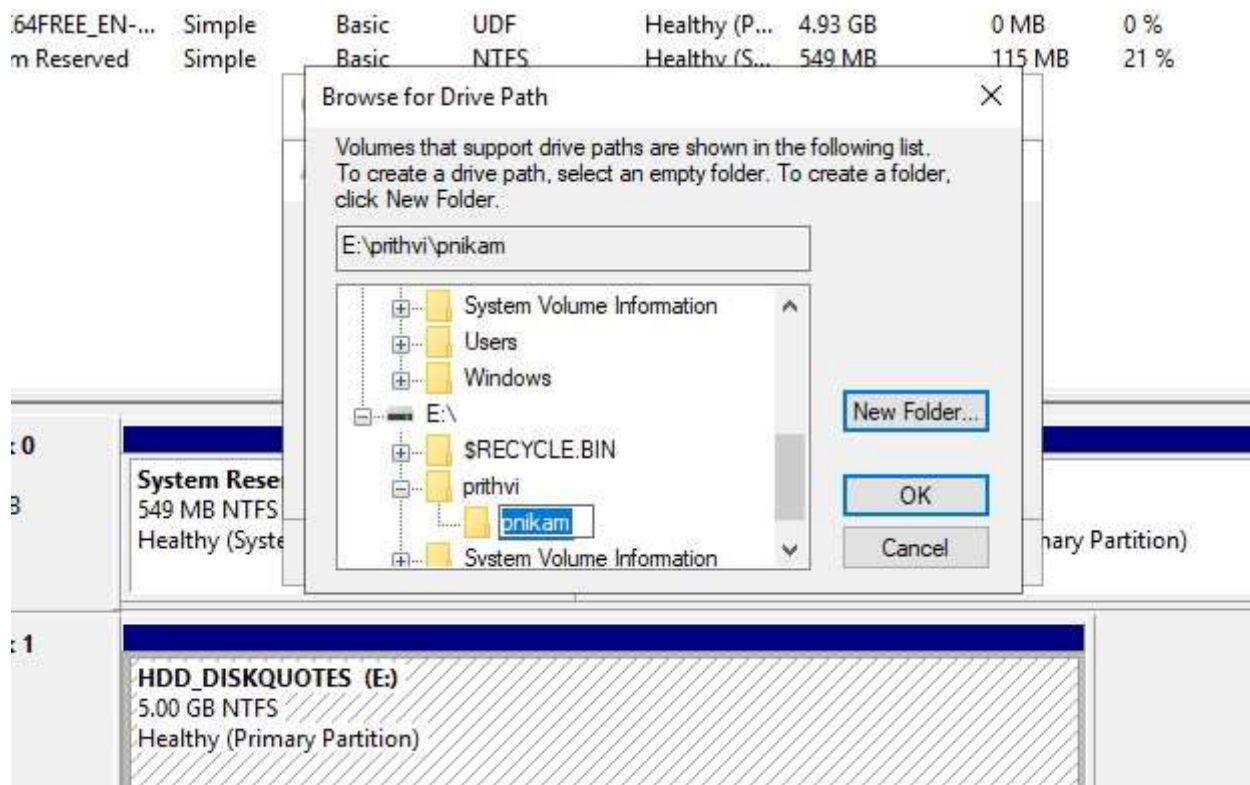 64FREE_EN-... Simple Basic UDF Healthy (P... 4.93 GB 0 MB 0 %
m Reserved Simple Basic NTFS Healthy (S... 549 MB 115 MB 21 %
Browse for Drive Path
Volumes that support drive paths are shown in the following list.
To create a drive path, select an empty folder. To create a folder,
click New Folder.
E:\prithvi\pnikam
System Volume Information
Users
Windows
E:\
$RECYCLE.BIN
prithvi
pnikam
System Volume Information
New Folder...
OK
Cancel
0
System Rese
549 MB NTFS
Healthy (Syste
nary Partition)
1
HDD_DISKQUOTES (E:)
5.00 GB NTFS
Healthy (Primary Partition)